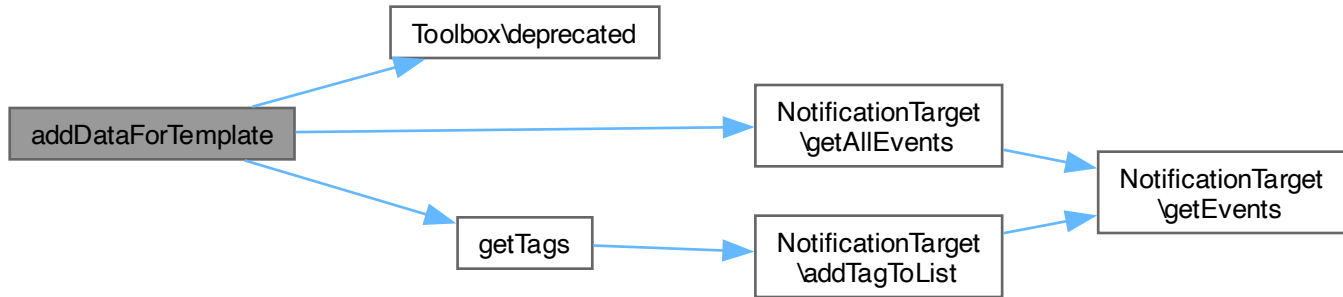 Toolbox\deprecated
addDataForTemplate
NotificationTarget
\getAllEvents
NotificationTarget
\getEvents
getTags
NotificationTarget
\addTagToList